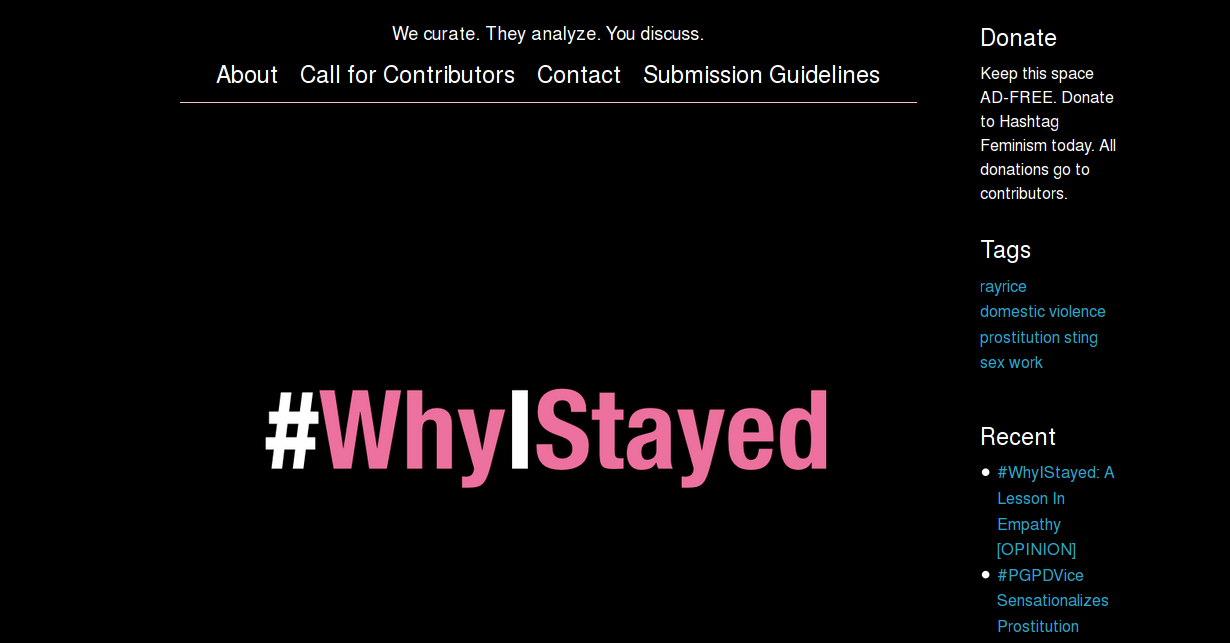 We curate. They analyze. You discuss.
About Call for Contributors Contact Submission Guidelines
#WhyIStayed
Donate
Keep this space
AD-FREE. Donate
to Hashtag
Feminism today. All
donations go to
contributors.
Tags
rayrice
domestic violence
prostitution sting
sex work
Recent
#WhyIStayed: A
Lesson In
Empathy
[OPINION]
#PGPDVice
Sensationalizes
Prostitution